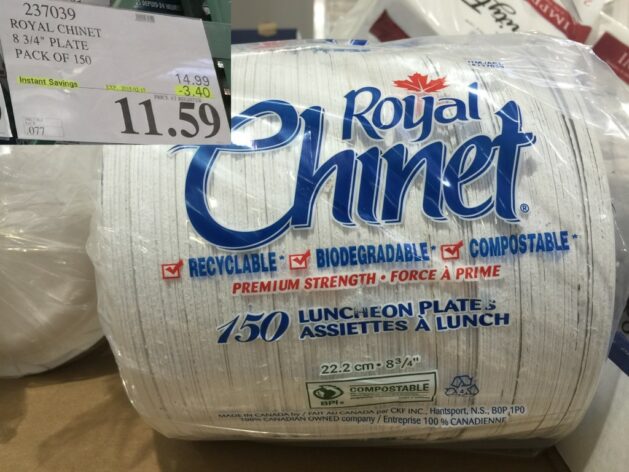 237039
ROYAL CHINET
8 3/4" PLATE
PACK OF 150
Instant Savings
14.99
-3.40
11.59
.077
Royal
Chinet®
RECYCLABLE* BIODEGRADABLE* COMPOSTABLE*
PREMIUM STRENGTH • FORCE À PRIME
150 LUNCHEON PLATES
ASSIETTES À LUNCH
22.2 cm • 8 3/4"
COMPOSTABLE
BPI
MADE IN CANADA by / FAIT AU CANADA par CKF INC., Hantsport, N.S., B0P 1P0
100% CANADIAN OWNED company / Entreprise 100 % CANADIENNE